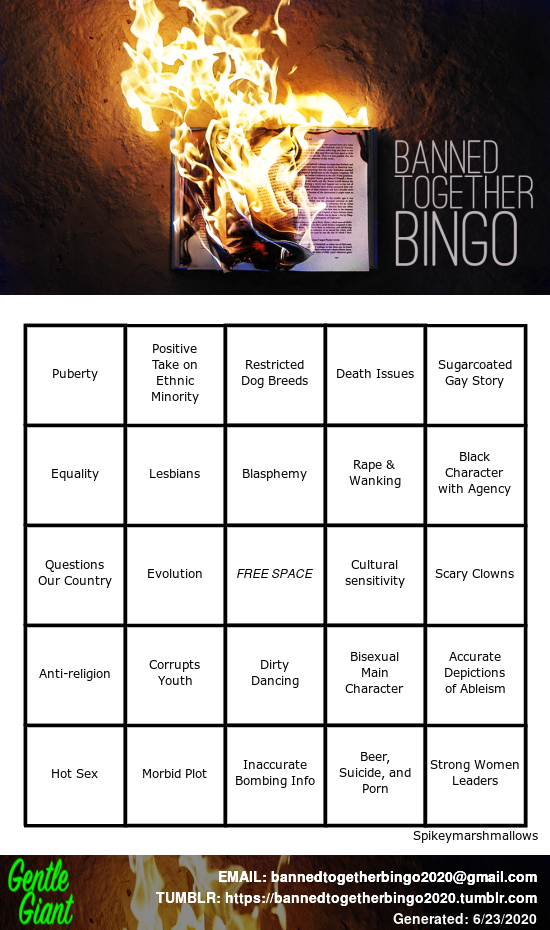 BANNED
TOGETHER
BINGO
Puberty
Positive
Take on
Ethnic
Minority
Restricted
Dog Breeds
Death Issues
Sugarcoated
Gay Story
Equality
Lesbians
Blasphemy
Rape &
Wanking
Black
Character
with Agency
Questions
Our Country
Evolution
FREE SPACE
Cultural
sensitivity
Scary Clowns
Anti-religion
Corrupts
Youth
Dirty
Dancing
Bisexual
Main
Character
Accurate
Depictions
of Ableism
Hot Sex
Morbid Plot
Inaccurate
Bombing Info
Beer,
Suicide, and
Porn
Strong Women
Leaders
Spikeymarshmallows
Gentle
Giant
EMAIL: bannedtogetherbingo2020@gmail.com
TUMBLR: https://bannedtogetherbingo2020.tumblr.com
Generated: 6/23/2020